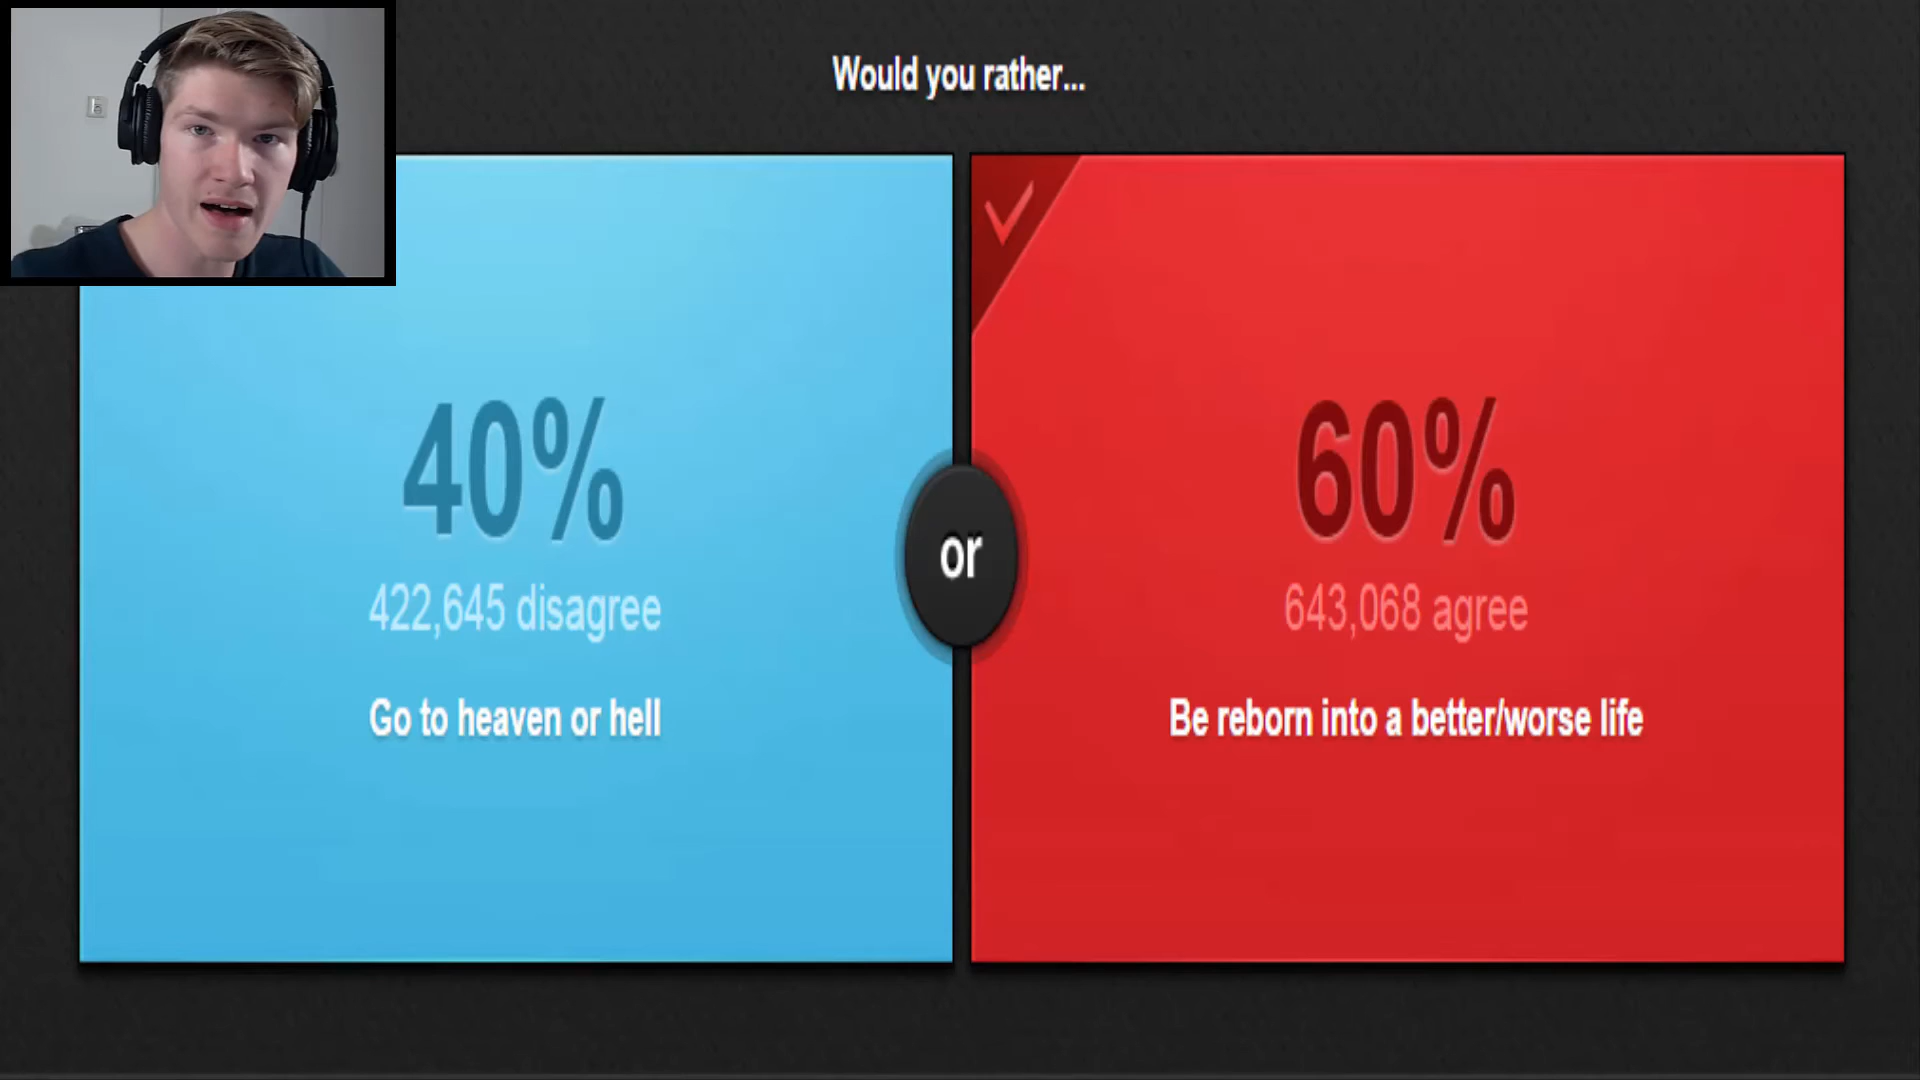 Would you rather...
40%
422,645 disagree
Go to heaven or hell
or
60%
643,068 agree
Be reborn into a better/worse life